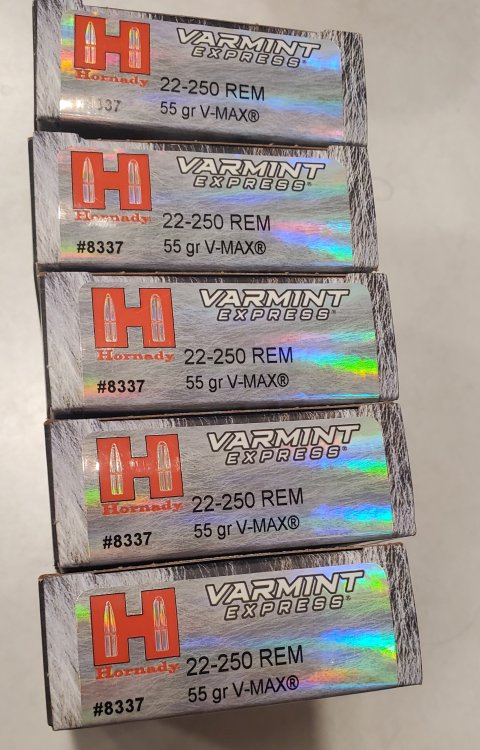 VARMINT
EXPRESS®
Hornady
22-250 REM
#8337
55 gr V-MAX®
VARMINT
EXPRESS®
Hornady
22-250 REM
#8337
55 gr V-MAX®
VARMINT
EXPRESS®
Hornady
22-250 REM
#8337
55 gr V-MAX®
VARMINT
EXPRESS®
Hornady
22-250 REM
#8337
55 gr V-MAX®
VARMINT
EXPRESS®
Hornady
22-250 REM
#8337
55 gr V-MAX®